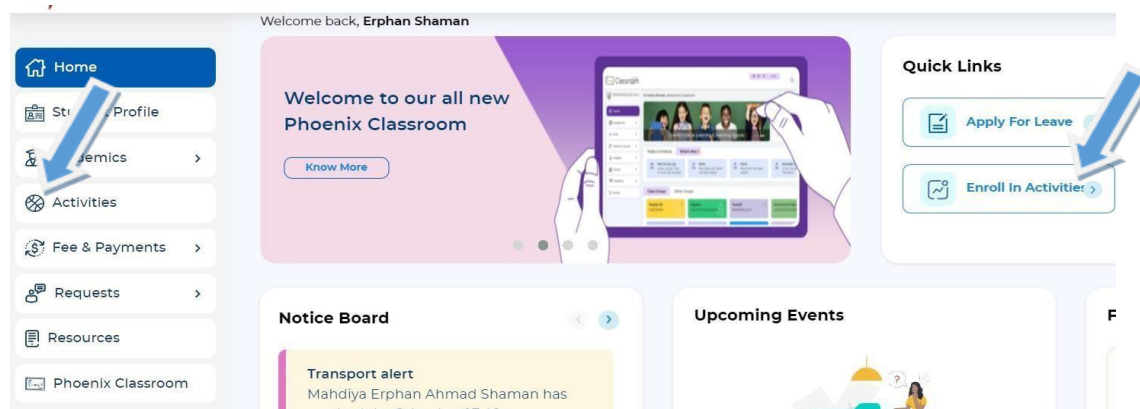 Welcome back, Erphan Shaman
Home
Profile
Activities
Fee & Payments
Requests
Resources
Phoenix Classroom
Welcome to our all new
Phoenix Classroom
Know More
Quick Links
Apply For Leave
Enroll In Activities
Notice Board
Transport alert
Mahdiya Erphan Ahmad Shaman has
Upcoming Events
F